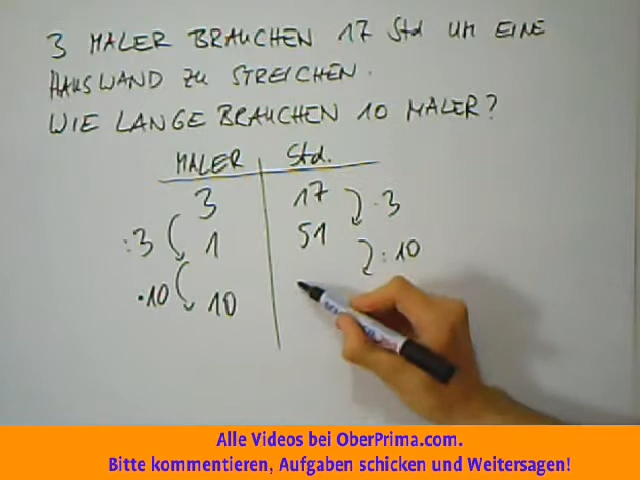 3 MALER BRAUCHEN 17 Std UM EINE
HAUSWAND ZU STREICHEN.
WIE LANGE BRAUCHEN 10 MALER?
MALER Std.
3 17 · 3
:3 1 51 : 10
·10 10
Alle Videos bei OberPrima.com.
Bitte kommentieren, Aufgaben schicken und Weitersagen!